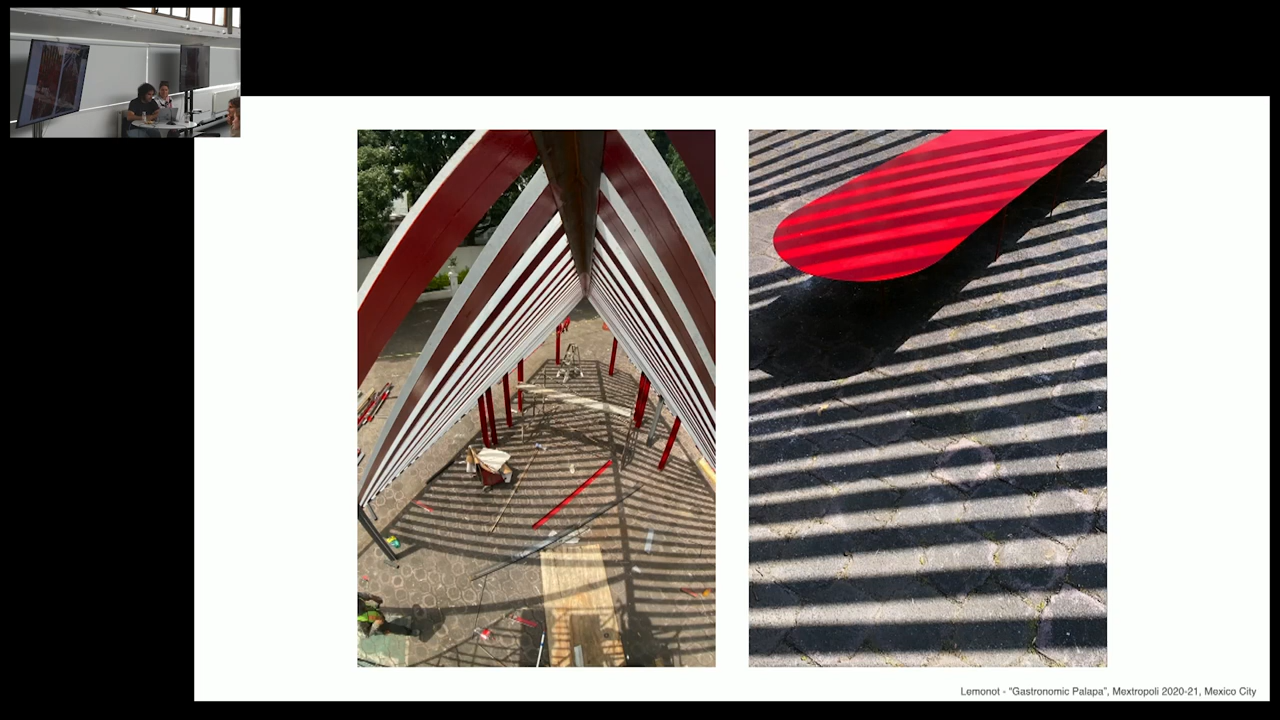 Lemonot - “Gastronomic Palapa”, Mextropoli 2020-21, Mexico City